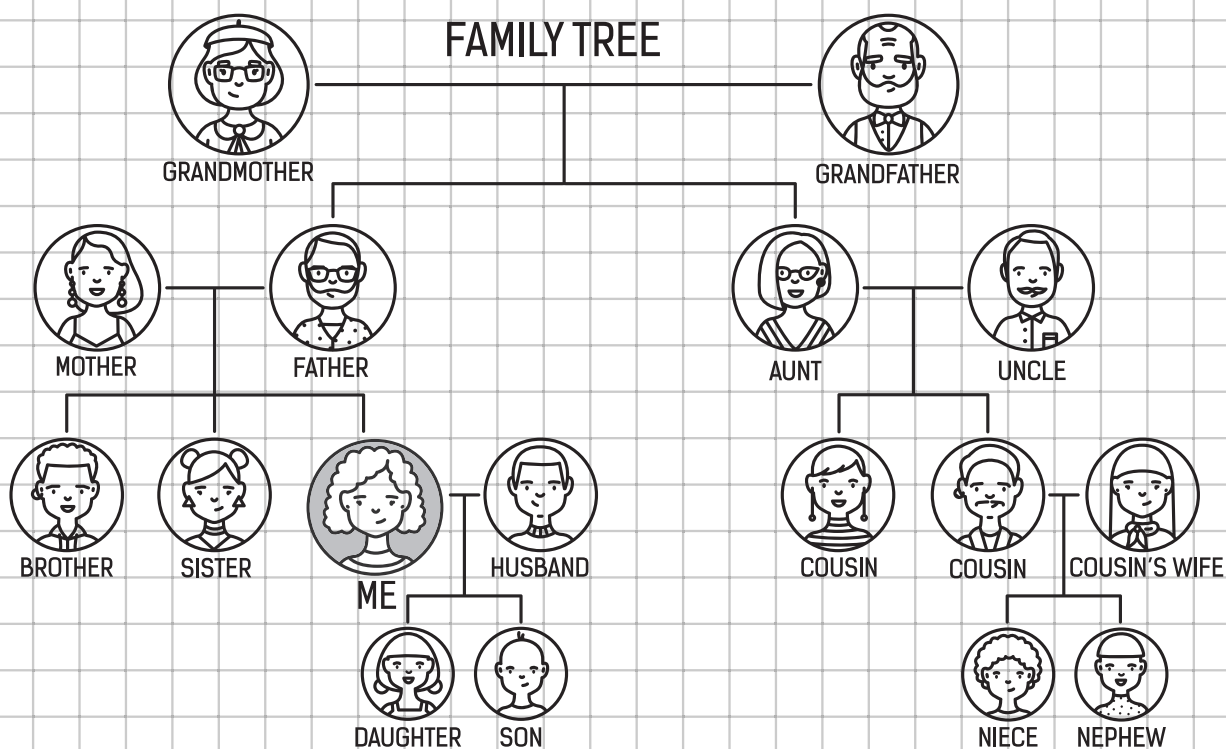 FAMILY TREE
GRANDMOTHER
GRANDFATHER
MOTHER
FATHER
AUNT
UNCLE
BROTHER
SISTER
ME
HUSBAND
COUSIN
COUSIN
COUSIN'S WIFE
DAUGHTER
SON
NIECE
NEPHEW